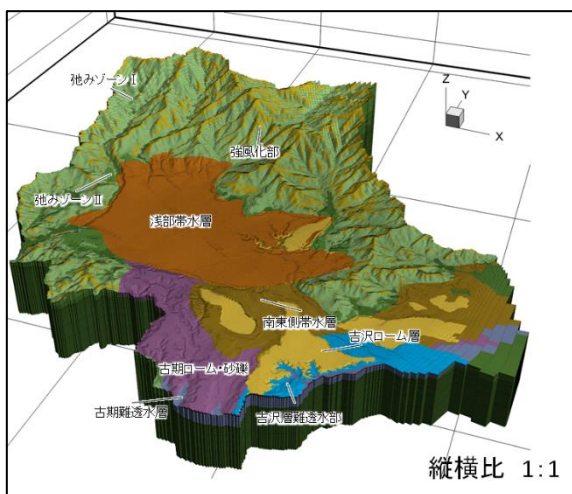 弛みゾーンⅠ
Z
Y
X
強風化部
弛みゾーンⅡ
浅部帯水層
南東側帯水層
吉沢ローム層
古期ローム・砂礫
古期難透水層
吉沢層難透水部
縦横比 1:1